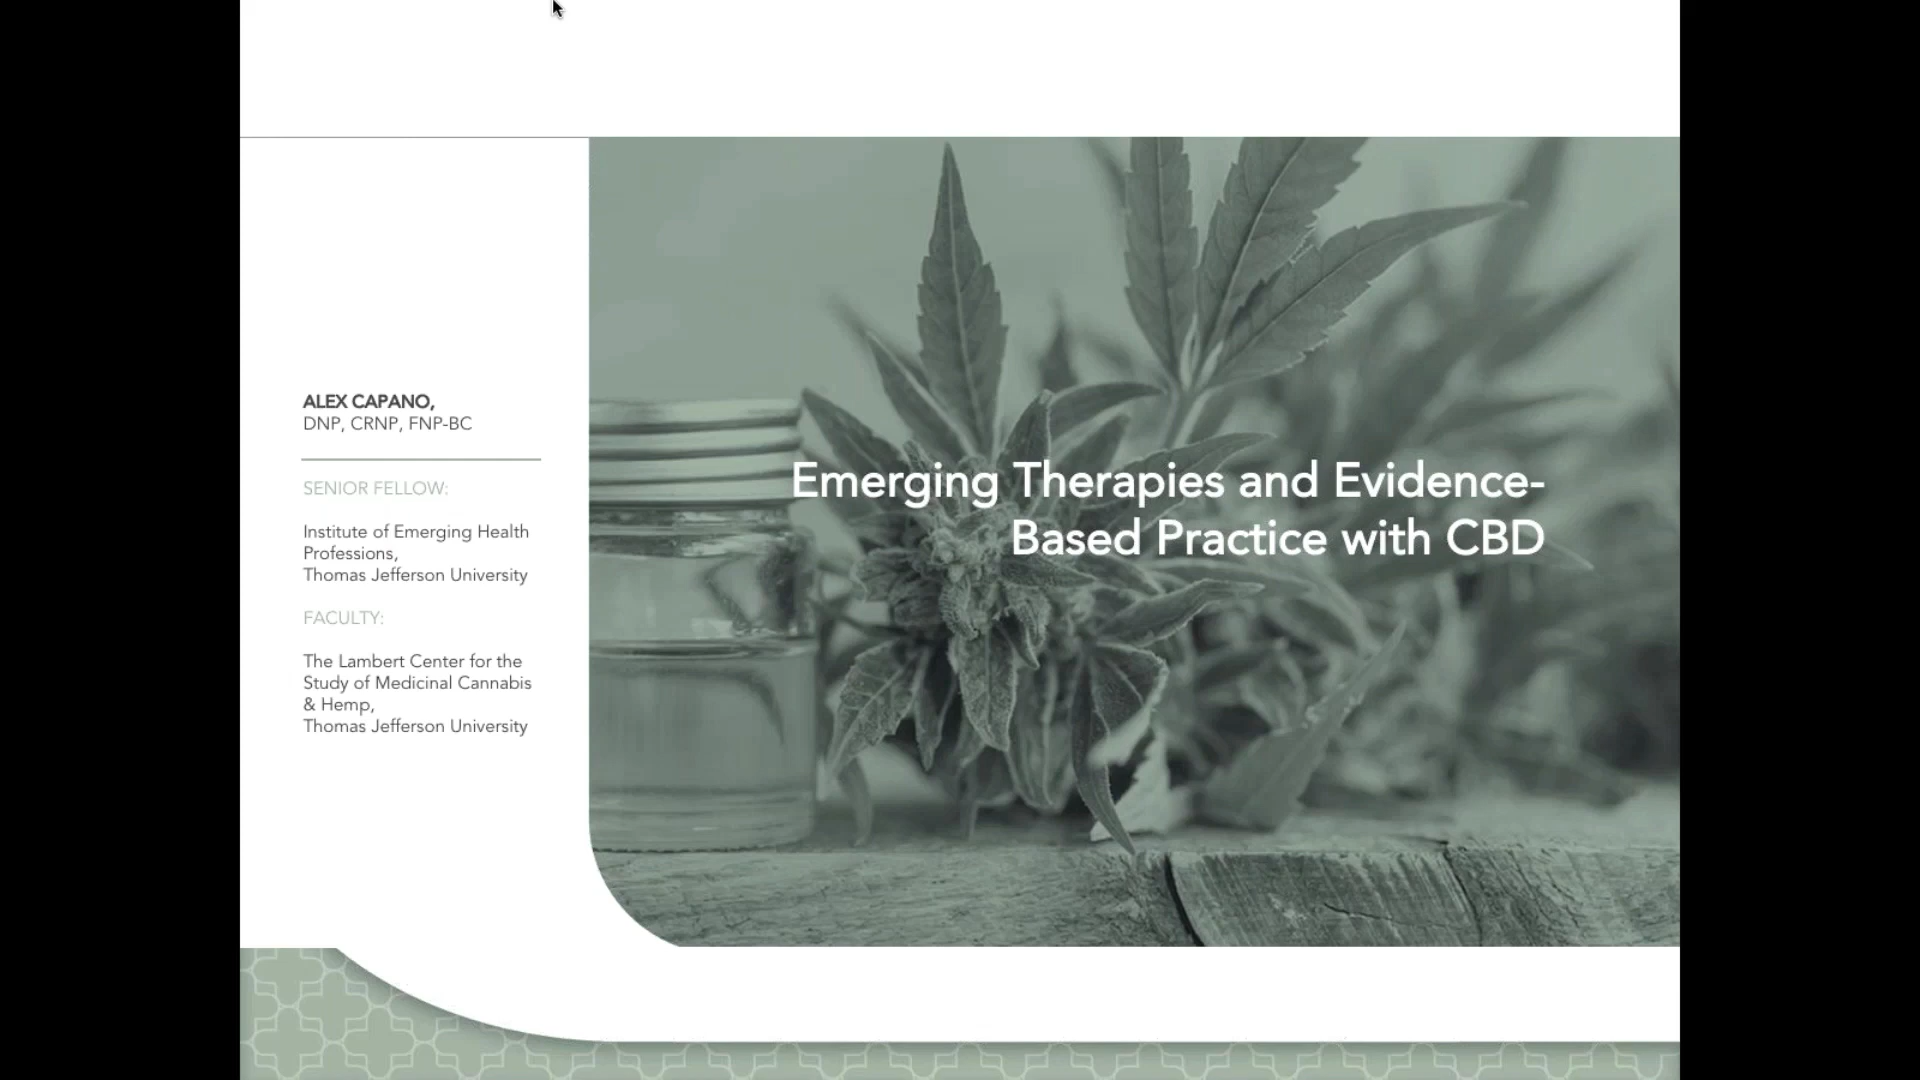 ALEX CAPANO,
DNP, CRNP, FNP-BC
SENIOR FELLOW:
Institute of Emerging Health
Professions,
Thomas Jefferson University
FACULTY:
The Lambert Center for the
Study of Medicinal Cannabis
& Hemp,
Thomas Jefferson University
Emerging Therapies and Evidence-
Based Practice with CBD